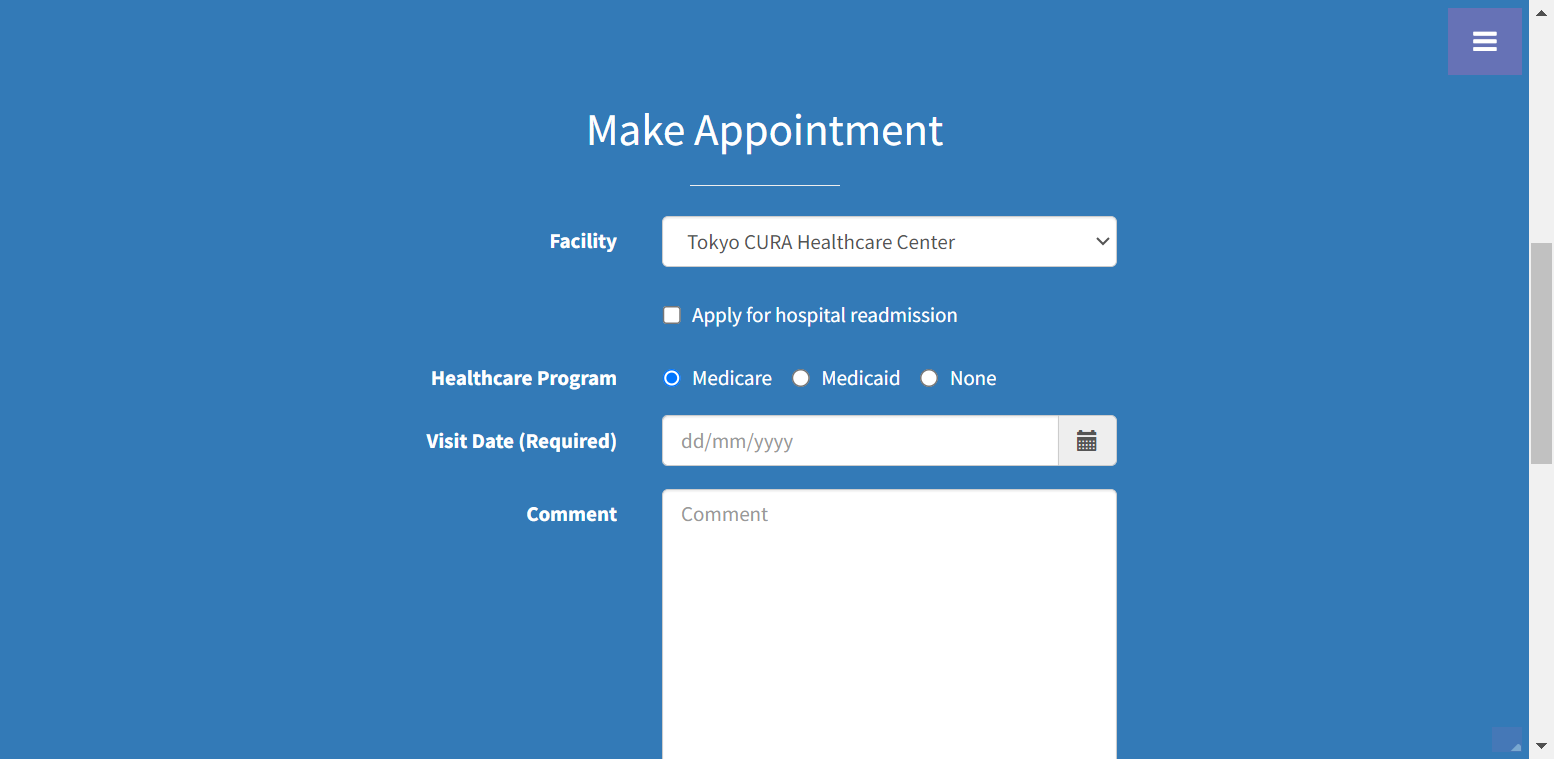 Make Appointment
Facility
Tokyo CURA Healthcare Center
Apply for hospital readmission
Healthcare Program
Medicare Medicaid None
Visit Date (Required)
dd/mm/yyyy
Comment
Comment